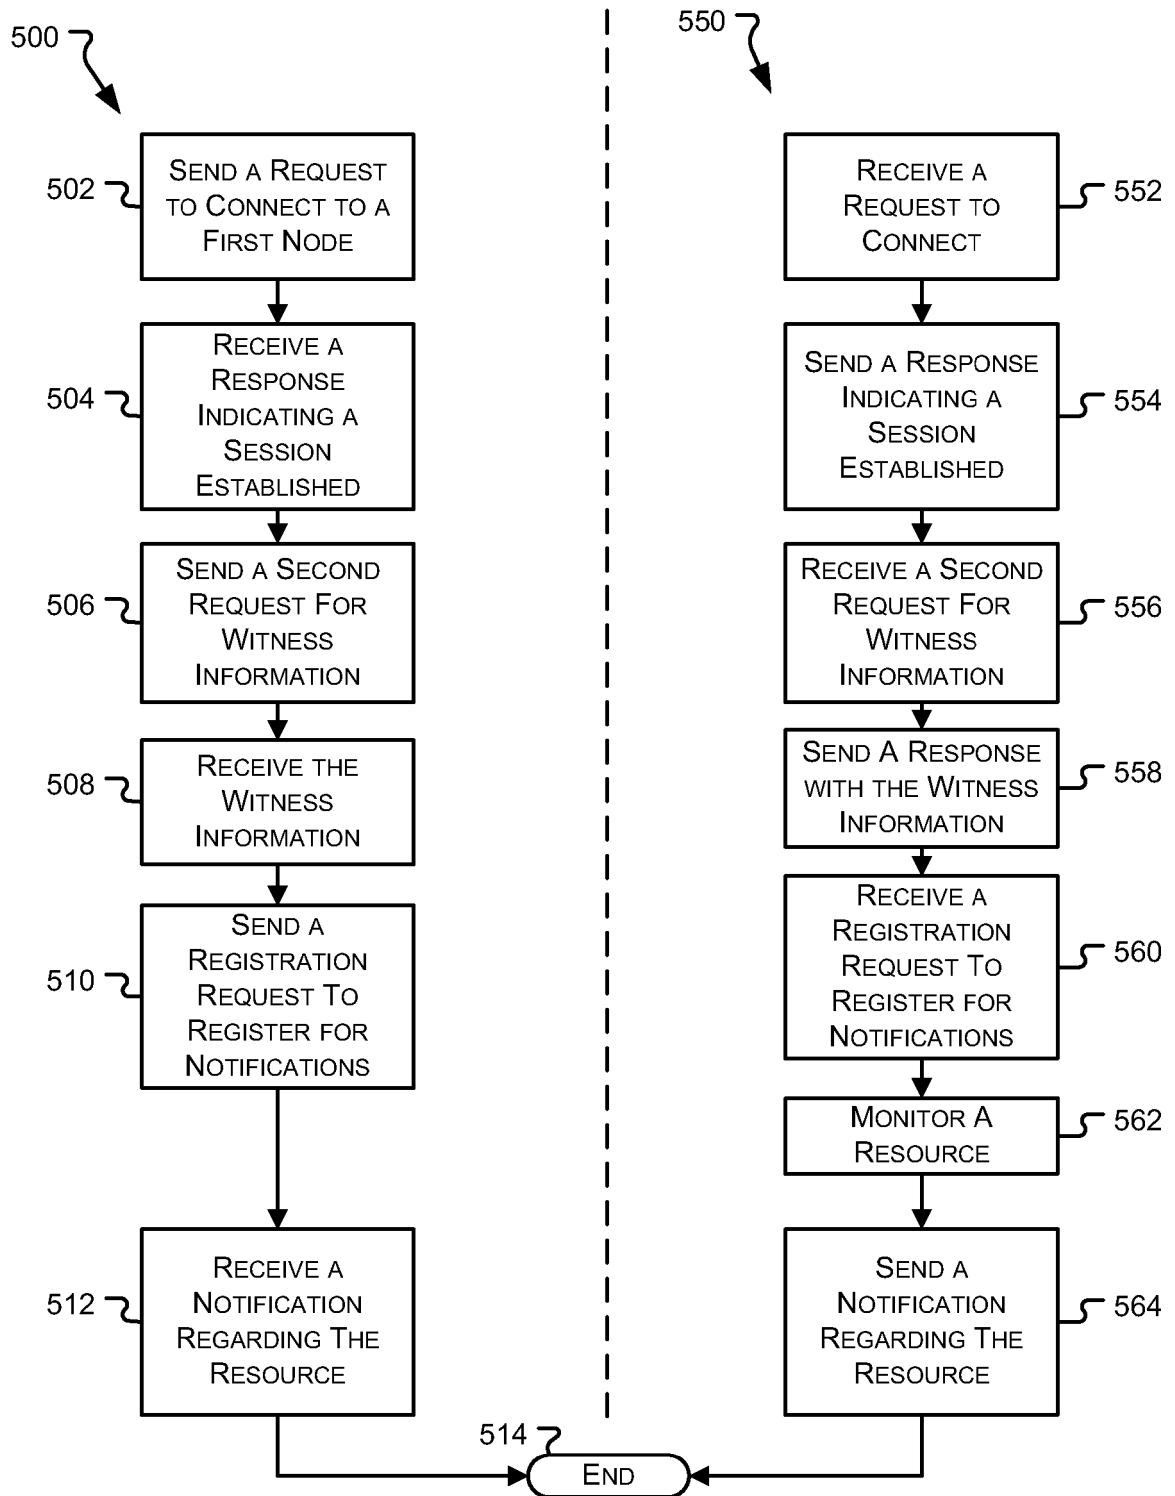 500
502
SEND A REQUEST
TO CONNECT TO A
FIRST NODE
504
RECEIVE A
RESPONSE
INDICATING A
SESSION
ESTABLISHED
506
SEND A SECOND
REQUEST FOR
WITNESS
INFORMATION
508
RECEIVE THE
WITNESS
INFORMATION
510
SEND A
REGISTRATION
REQUEST TO
REGISTER FOR
NOTIFICATIONS
512
RECEIVE A
NOTIFICATION
REGARDING THE
RESOURCE
550
RECEIVE A
REQUEST TO
CONNECT
552
SEND A RESPONSE
INDICATING A
SESSION
ESTABLISHED
554
RECEIVE A SECOND
REQUEST FOR
WITNESS
INFORMATION
556
SEND A RESPONSE
WITH THE WITNESS
INFORMATION
558
RECEIVE A
REGISTRATION
REQUEST TO
REGISTER FOR
NOTIFICATIONS
560
MONITOR A
RESOURCE
562
SEND A
NOTIFICATION
REGARDING THE
RESOURCE
564
514
END